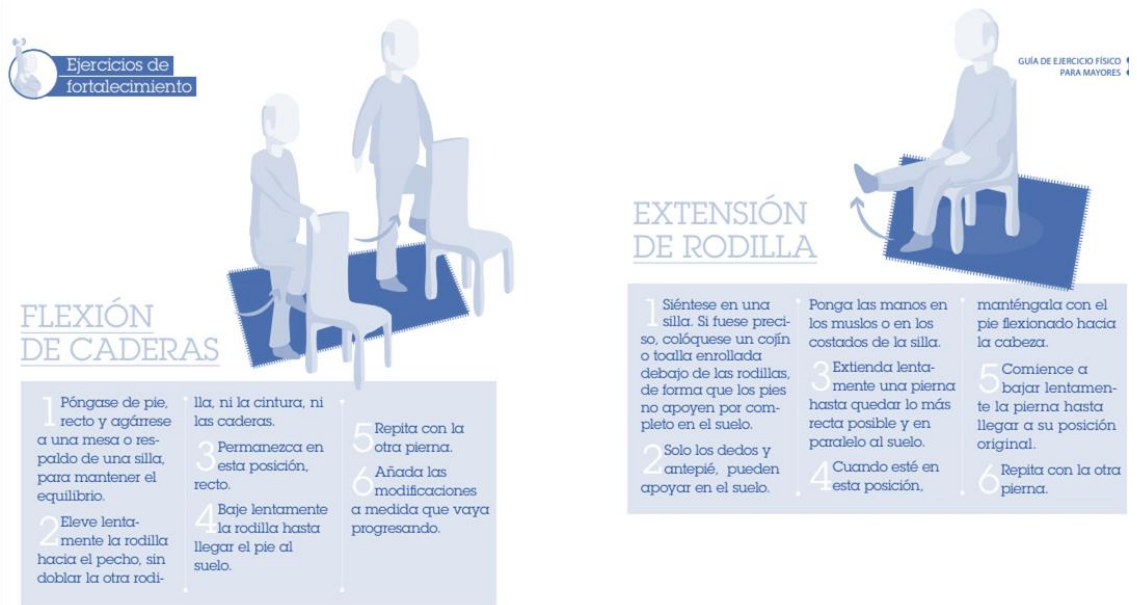 Ejercicios de
fortalecimiento
FLEXIÓN
DE CADERAS
1 Póngase de pie,
recto y agárrese
a una mesa o res-
paldo de una silla,
para mantener el
equilibrio.
2 Eleve lenta-
mente la rodilla
hacia el pecho, sin
doblar la otra rodi-
lla, ni la cintura, ni
las caderas.
3 Permanezca en
esta posición,
recto.
4 Baje lentamente
la rodilla hasta
llegar el pie al
suelo.
5 Repita con la
otra pierna.
6 Añada las
modificaciones
a medida que vaya
progresando.
GUÍA DE EJERCICIO FÍSICO
PARA MAYORES
EXTENSIÓN
DE RODILLA
1 Siéntese en una
silla. Si fuese preci-
so, colóquese un cojín
o toalla enrollada
debajo de las rodillas,
de forma que los pies
no apoyen por com-
pleto en el suelo.
2 Solo los dedos y
antepié, pueden
apoyar en el suelo.
Ponga las manos en
los muslos o en los
costados de la silla.
3 Extienda lenta-
mente una pierna
hasta quedar lo más
recta posible y en
paralelo al suelo.
4 Cuando esté en
esta posición,
manténgala con el
pie flexionado hacia
la cabeza.
5 Comience a
bajar lentamen-
te la pierna hasta
llegar a su posición
original.
6 Repita con la otra
pierna.